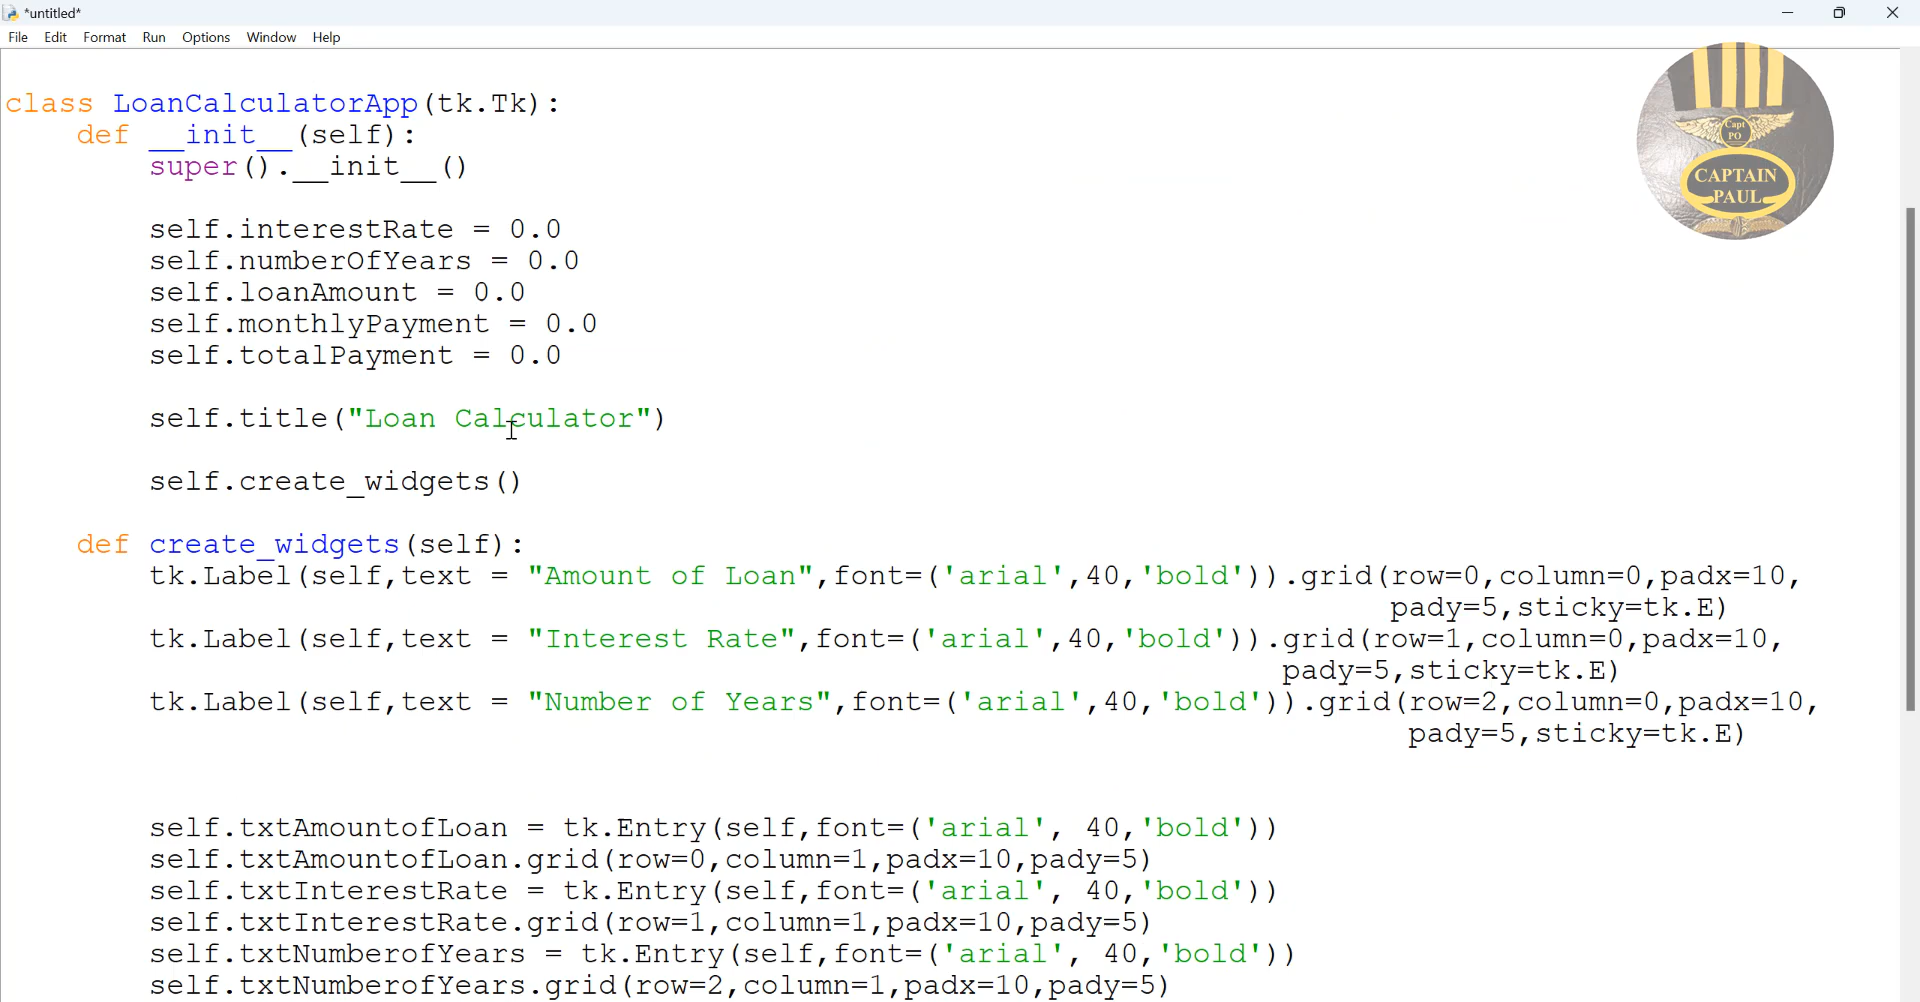 *untitled*
File Edit Format Run Options Window Help
class LoanCalculatorApp(tk.Tk):
    def __init__(self):
        super().__init__()

        self.interestRate = 0.0
        self.numberOfYears = 0.0
        self.loanAmount = 0.0
        self.monthlyPayment = 0.0
        self.totalPayment = 0.0

        self.title("Loan Calculator")

        self.create_widgets()

    def create_widgets(self):
        tk.Label(self,text = "Amount of Loan",font=('arial',40,'bold')).grid(row=0,column=0,padx=10,
                                                                             pady=5,sticky=tk.E)
        tk.Label(self,text = "Interest Rate",font=('arial',40,'bold')).grid(row=1,column=0,padx=10,
                                                                       pady=5,sticky=tk.E)
        tk.Label(self,text = "Number of Years",font=('arial',40,'bold')).grid(row=2,column=0,padx=10,
                                                                              pady=5,sticky=tk.E)

        self.txtAmountofLoan = tk.Entry(self,font=('arial', 40,'bold'))
        self.txtAmountofLoan.grid(row=0,column=1,padx=10,pady=5)
        self.txtInterestRate = tk.Entry(self,font=('arial', 40,'bold'))
        self.txtInterestRate.grid(row=1,column=1,padx=10,pady=5)
        self.txtNumberofYears = tk.Entry(self,font=('arial', 40,'bold'))
        self.txtNumberofYears.grid(row=2,column=1,padx=10,pady=5)
Capt
PO
CAPTAIN
PAUL